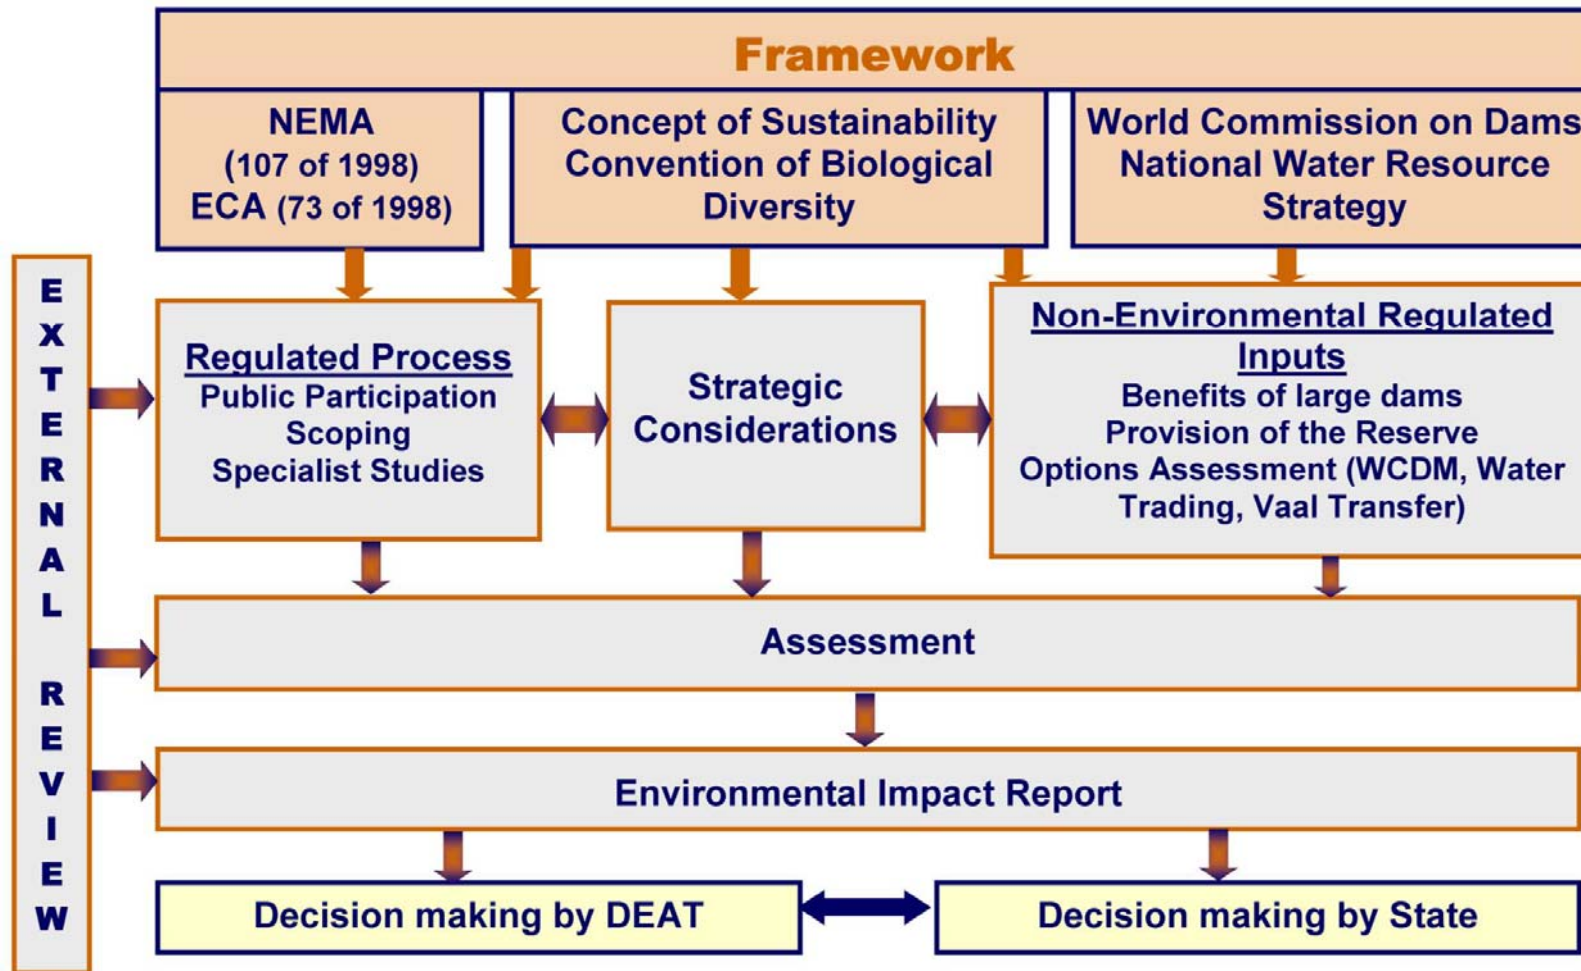 Framework
NEMA
(107 of 1998)
ECA (73 of 1998)
Concept of Sustainability
Convention of Biological
Diversity
World Commission on Dams
National Water Resource
Strategy
EXTERNAL REVIEW
Regulated Process
Public Participation
Scoping
Specialist Studies
Strategic
Considerations
Non-Environmental Regulated
Inputs
Benefits of large dams
Provision of the Reserve
Options Assessment (WCDM, Water
Trading, Vaal Transfer)
Assessment
Environmental Impact Report
Decision making by DEAT
Decision making by State